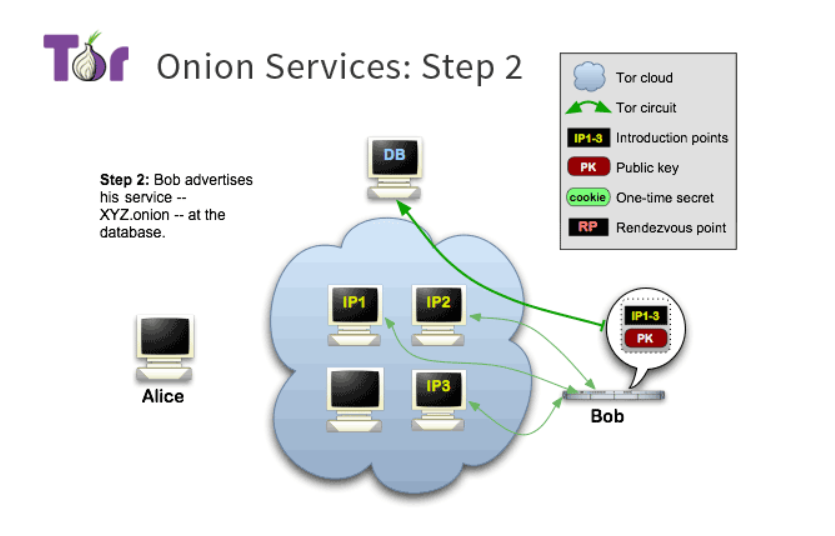 Tor
Onion Services: Step 2
Tor cloud
Tor circuit
IP1-3 Introduction points
PK Public key
cookie One-time secret
RP Rendezvous point
DB
Step 2: Bob advertises
his service --
XYZ.onion -- at the
database.
IP1
IP2
IP1-3
PK
IP3
Alice
Bob